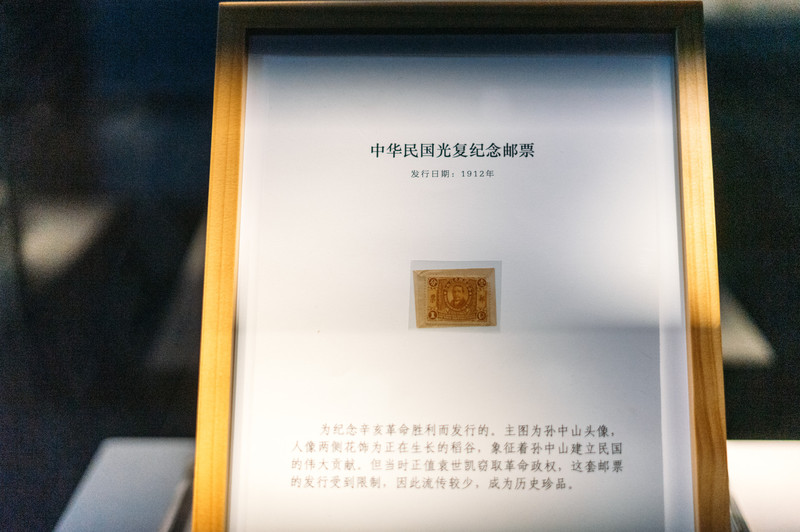 中华民国光复纪念邮票
发行日期：1912年
1
为纪念辛亥革命胜利而发行的。主图为孙中山头像，
人像两侧花饰为正在生长的稻谷，象征着孙中山建立民国
的伟大贡献。但当时正值袁世凯窃取革命政权，这套邮票
的发行受到限制，因此流传较少，成为历史珍品。